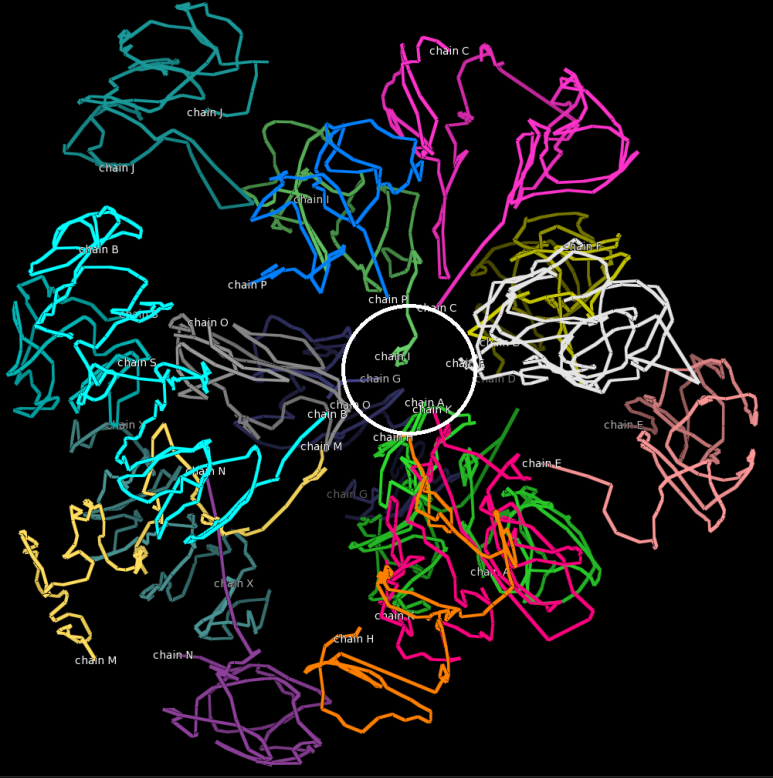 chain C
chain J
chain J
chain I
chain B
chain F
chain P
chain P
chain C
chain O
chain I
chain S
chain G
chain D
chain O
chain A
chain K
chain B
chain E
chain H
chain M
chain E
chain N
chain G
chain A
chain X
chain H
chain N
chain M